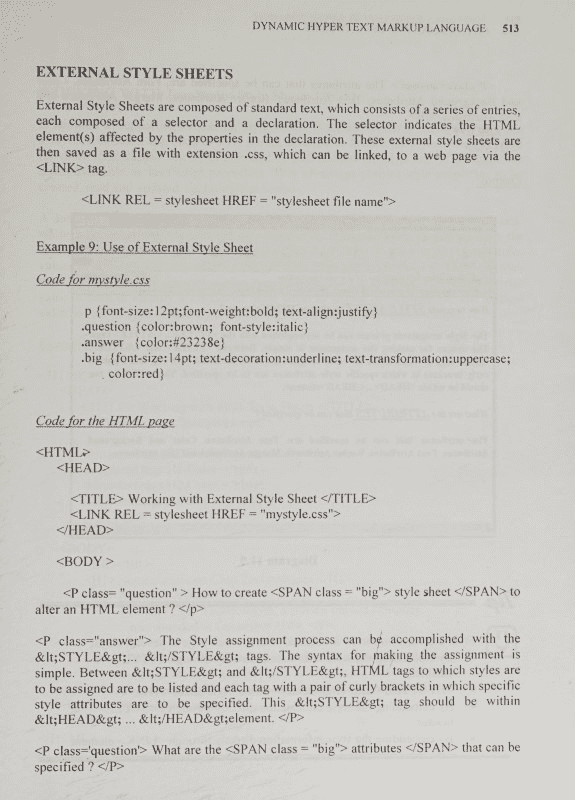 DYNAMIC HYPER TEXT MARKUP LANGUAGE 513
EXTERNAL STYLE SHEETS
External Style Sheets are composed of standard text, which consists of a series of entries,
each composed of a selector and a declaration. The selector indicates the HTML
element(s) affected by the properties in the declaration. These external style sheets are
then saved as a file with extension .css, which can be linked, to a web page via the
<LINK> tag.
<LINK REL = stylesheet HREF = "stylesheet file name">
Example 9: Use of External Style Sheet
Code for mystyle.css
p {font-size:12pt;font-weight:bold; text-align:justify}
.question {color:brown; font-style:italic}
.answer {color:#23238e}
.big {font-size:14pt; text-decoration:underline; text-transformation:uppercase;
color:red}
Code for the HTML page
<HTML>
<HEAD>
<TITLE> Working with External Style Sheet </TITLE>
<LINK REL = stylesheet HREF = "mystyle.css">
</HEAD>
<BODY >
<P class= "question" > How to create <SPAN class = "big"> style sheet </SPAN> to
alter an HTML element ? </p>
<P class="answer"> The Style assignment process can be accomplished with the
&lt;STYLE&gt;... &lt;/STYLE&gt; tags. The syntax for making the assignment is
simple. Between &lt;STYLE&gt; and &lt;/STYLE&gt;, HTML tags to which styles are
to be assigned are to be listed and each tag with a pair of curly brackets in which specific
style attributes are to be specified. This &lt;STYLE&gt; tag should be within
&lt;HEAD&gt; ... &lt;/HEAD&gt;element. </P>
<P class='question'> What are the <SPAN class = "big"> attributes </SPAN> that can be
specified ? </P>